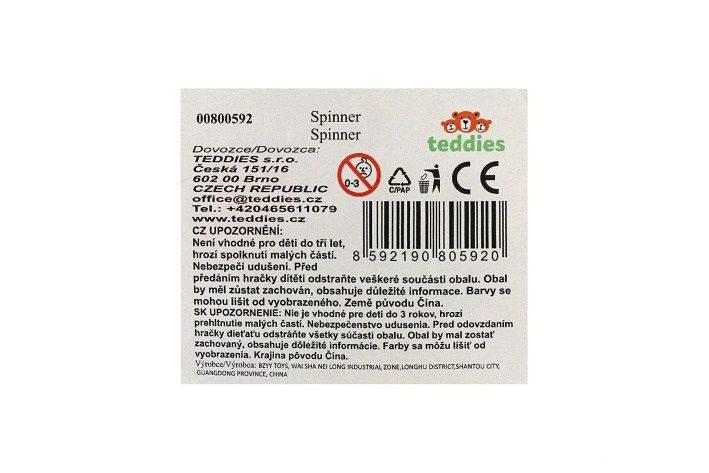 00800592
Spinner
Spinner
teddies
Dovozce/Dovozca:
TEDDIES s.r.o.
Česká 151/16
602 00 Brno
CZECH REPUBLIC
office@teddies.cz
Tel.: +420465611079
www.teddies.cz
0-3
C/PAP
CE
8 592190 805920
CZ UPOZORNĚNÍ:
Není vhodné pro děti do tří let,
hrozí spolknutí malých částí.
Nebezpečí udušení. Před
předáním hračky dítěti odstraňte veškeré součásti obalu. Obal
by měl zůstat zachován, obsahuje důležité informace. Barvy se
mohou lišit od vyobrazeného. Země původu Čína.
SK UPOZORNENIE: Nie je vhodné pre deti do 3 rokov, hrozí
prehltnutie malých častí. Nebezpečenstvo udusenia. Pred odovzdaním
hračky dieťaťu odstráňte všetky súčasti obalu. Obal by mal zostať
zachovaný, obsahuje dôležité informácie. Farby sa môžu líšiť od
vyobrazenia. Krajina pôvodu Čína.
Výrobce/Výrobca: BZYY TOYS, WAI SHA NEI LONG INDUSTRIAL ZONE,LONGHU DISTRICT,SHANTOU CITY,
GUANGDONG PROVINCE, CHINA